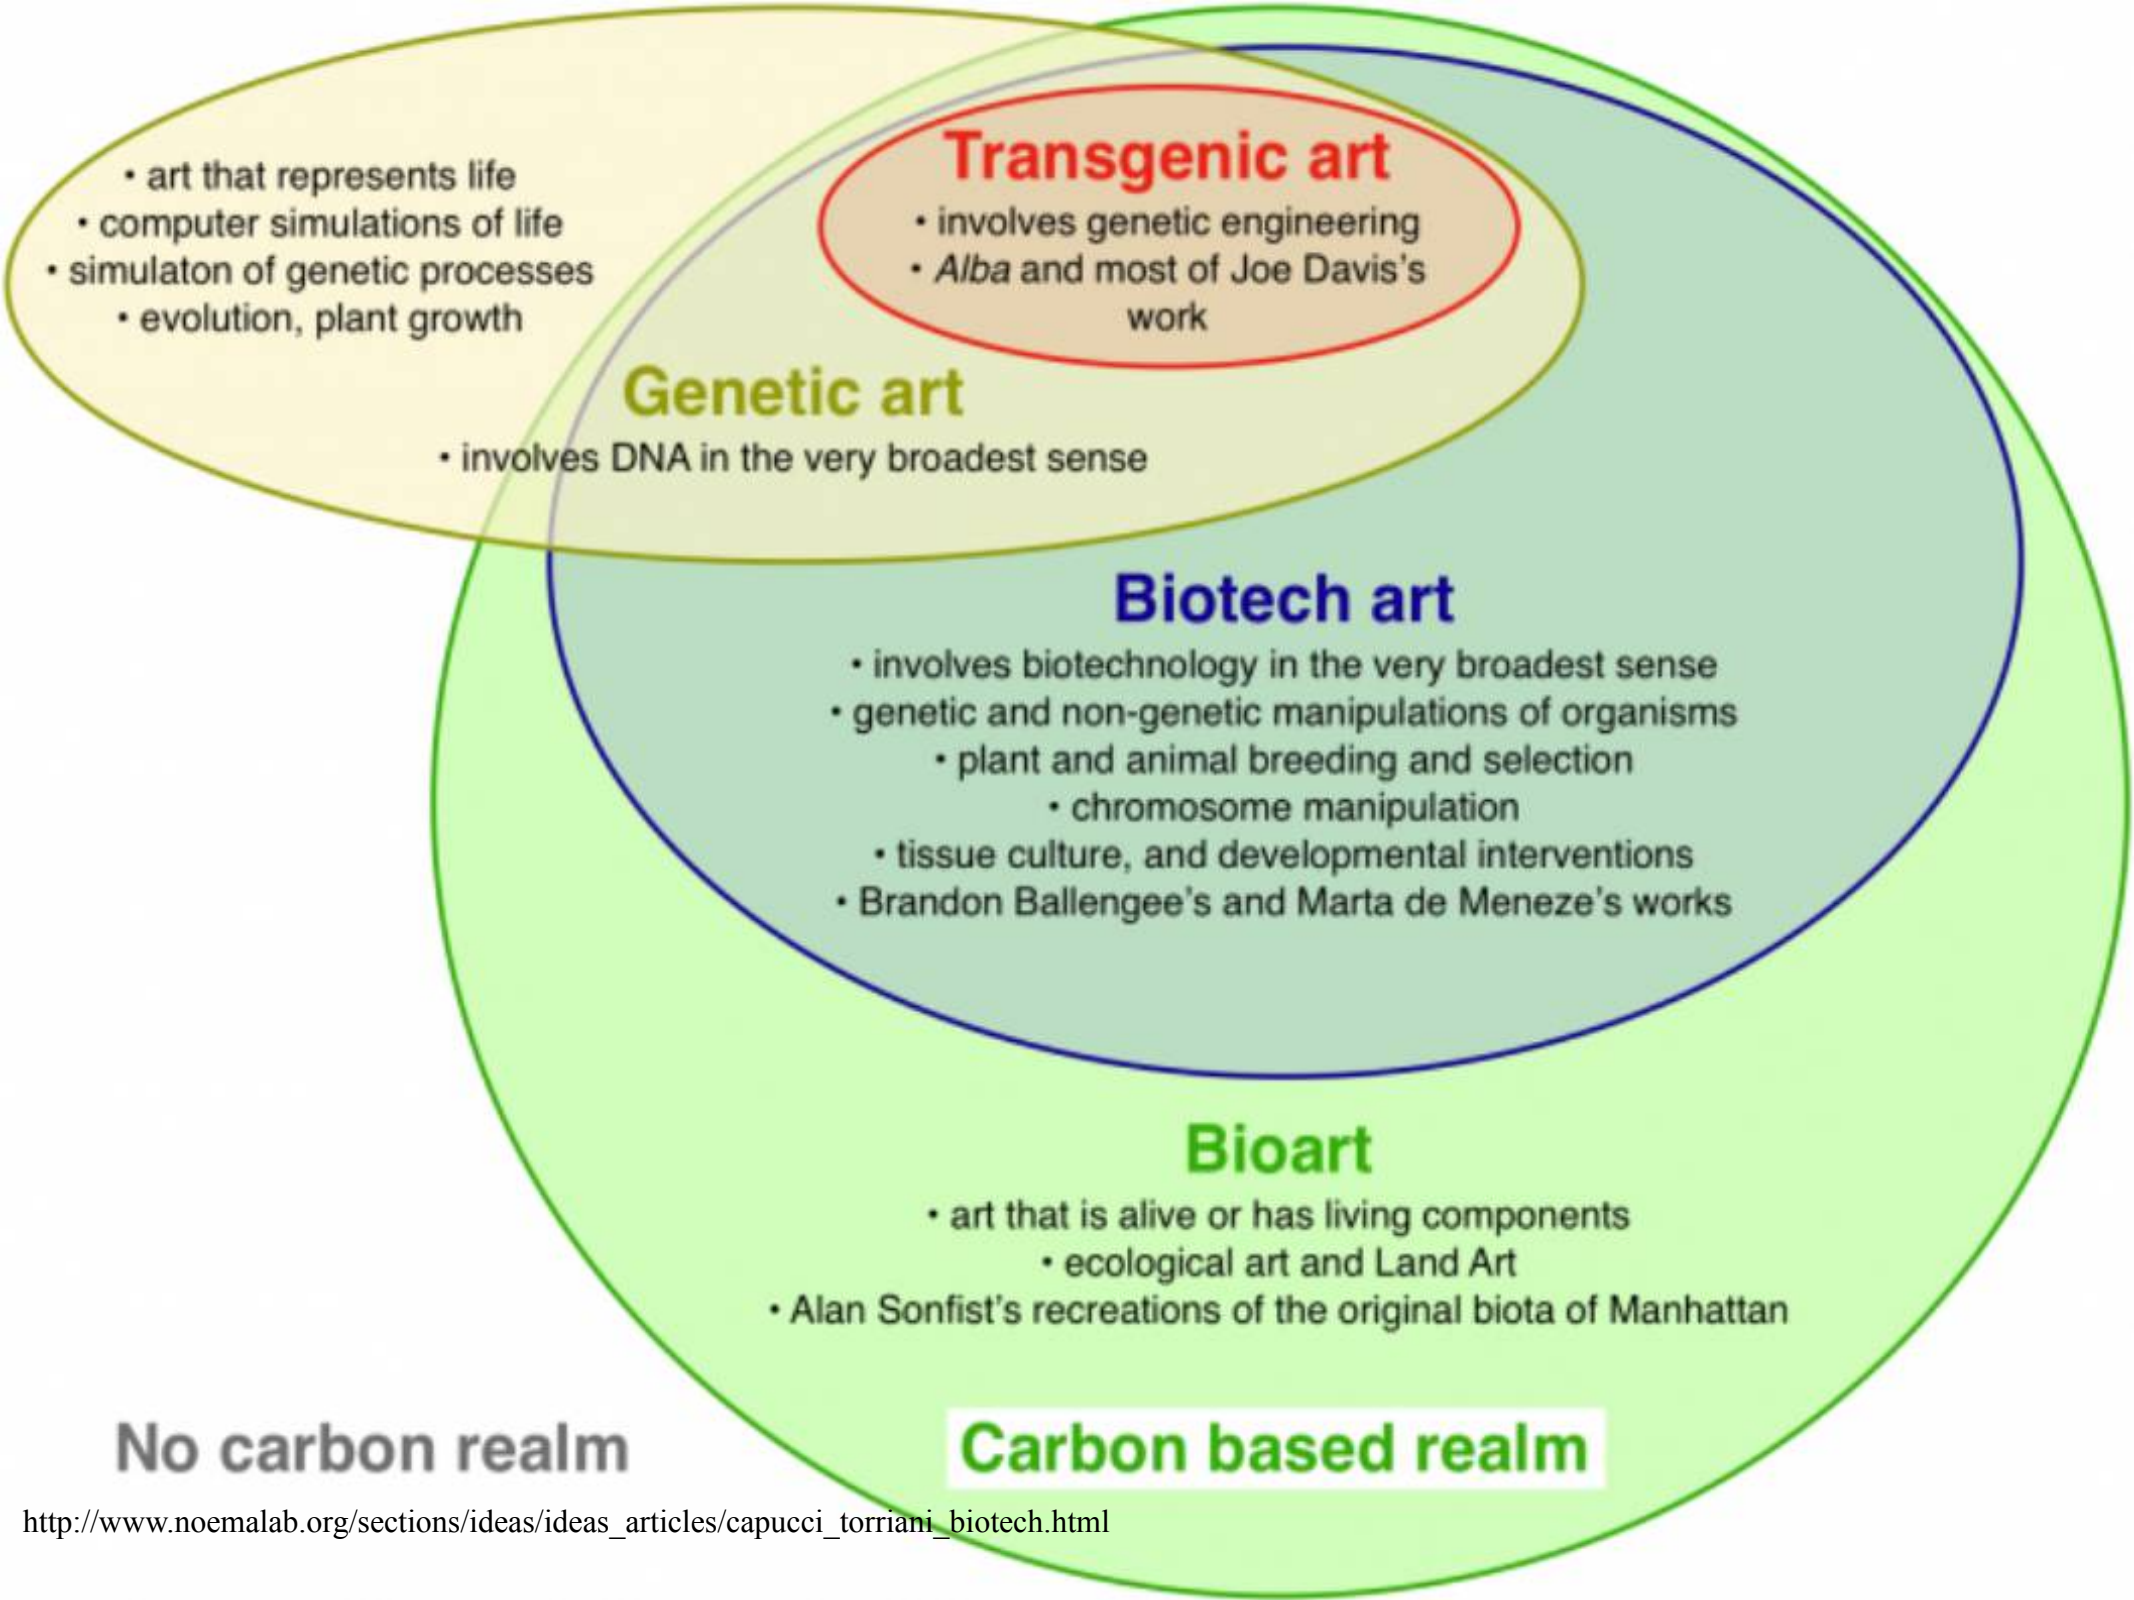 • art that represents life
• computer simulations of life
• simulaton of genetic processes
• evolution, plant growth
Transgenic art
• involves genetic engineering
• Alba and most of Joe Davis's
work
Genetic art
• involves DNA in the very broadest sense
Biotech art
• involves biotechnology in the very broadest sense
• genetic and non-genetic manipulations of organisms
• plant and animal breeding and selection
• chromosome manipulation
• tissue culture, and developmental interventions
• Brandon Ballengee's and Marta de Meneze's works
Bioart
• art that is alive or has living components
• ecological art and Land Art
• Alan Sonfist's recreations of the original biota of Manhattan
No carbon realm
Carbon based realm
http://www.noemalab.org/sections/ideas/ideas_articles/capucci_torriani_biotech.html